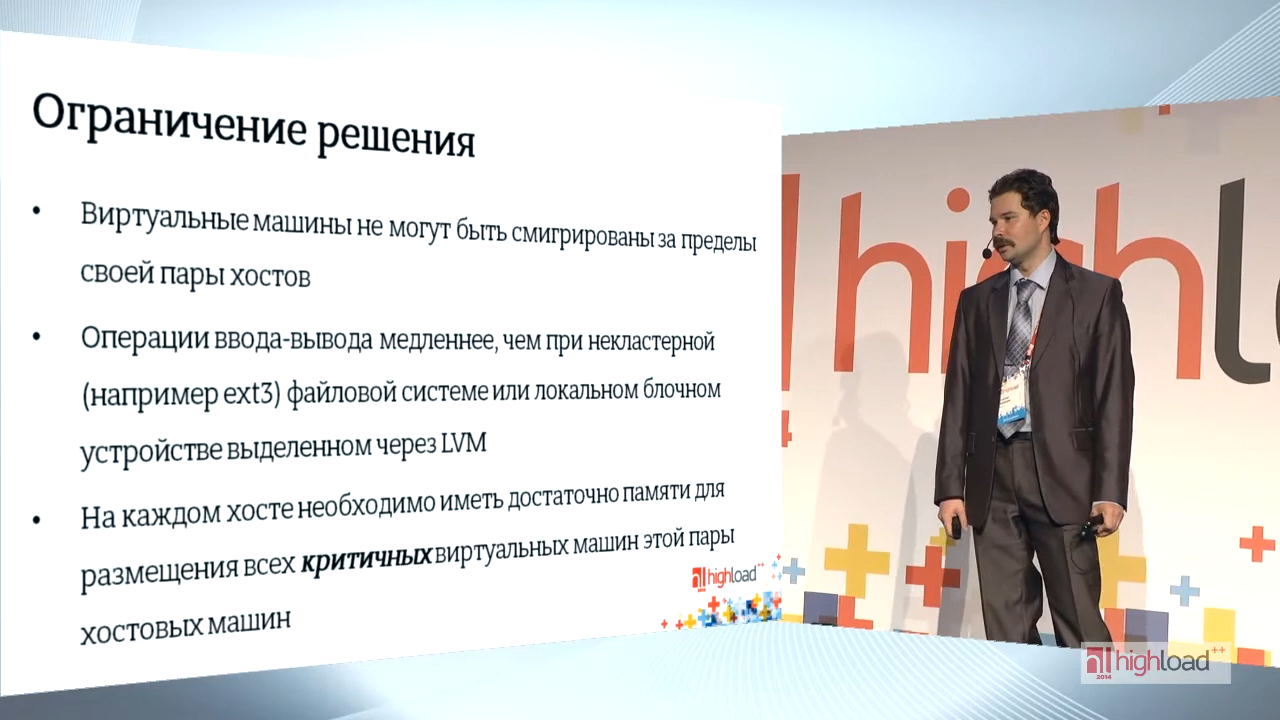 Ограничение решения
• Виртуальные машины не могут быть смигрированы за пределы
своей пары хостов
• Операции ввода-вывода медленнее, чем при некластерной
(например ext3) файловой системе или локальном блочном
устройстве выделенном через LVM
• На каждом хосте необходимо иметь достаточно памяти для
размещения всех критичных виртуальных машин этой пары
хостовых машин
highload++
highl
highload++
2014